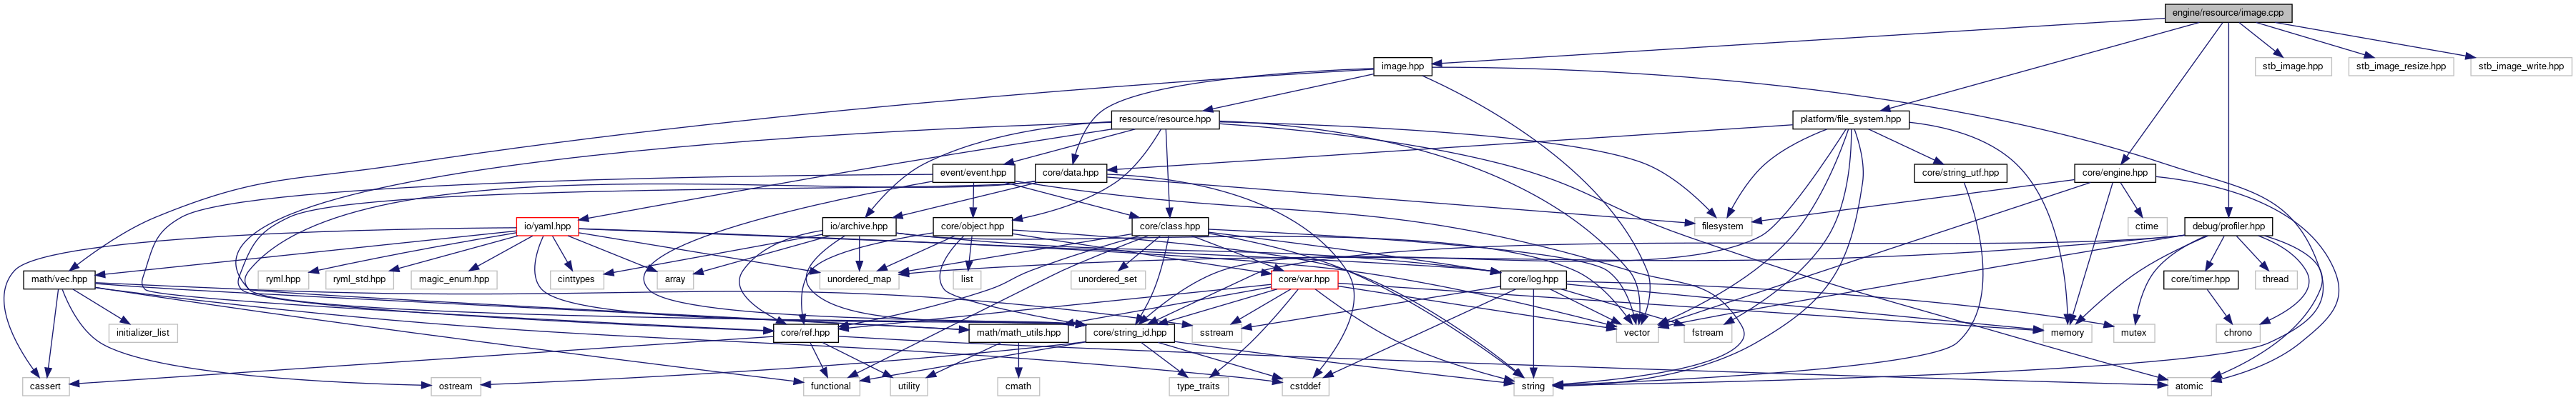 engine/resource/image.cpp
image.hpp
stb_image.hpp
stb_image_resize.hpp
stb_image_write.hpp
resource/resource.hpp
platform/file_system.hpp
event/event.hpp
core/data.hpp
core/string_utf.hpp
core/engine.hpp
io/yaml.hpp
io/archive.hpp
core/object.hpp
core/class.hpp
filesystem
ctime
debug/profiler.hpp
math/vec.hpp
ryml.hpp
ryml_std.hpp
magic_enum.hpp
cinttypes
array
unordered_map
list
unordered_set
core/var.hpp
core/log.hpp
core/timer.hpp
thread
initializer_list
core/ref.hpp
math/math_utils.hpp
core/string_id.hpp
sstream
vector
fstream
memory
mutex
chrono
cassert
ostream
functional
utility
cmath
type_traits
cstddef
string
atomic